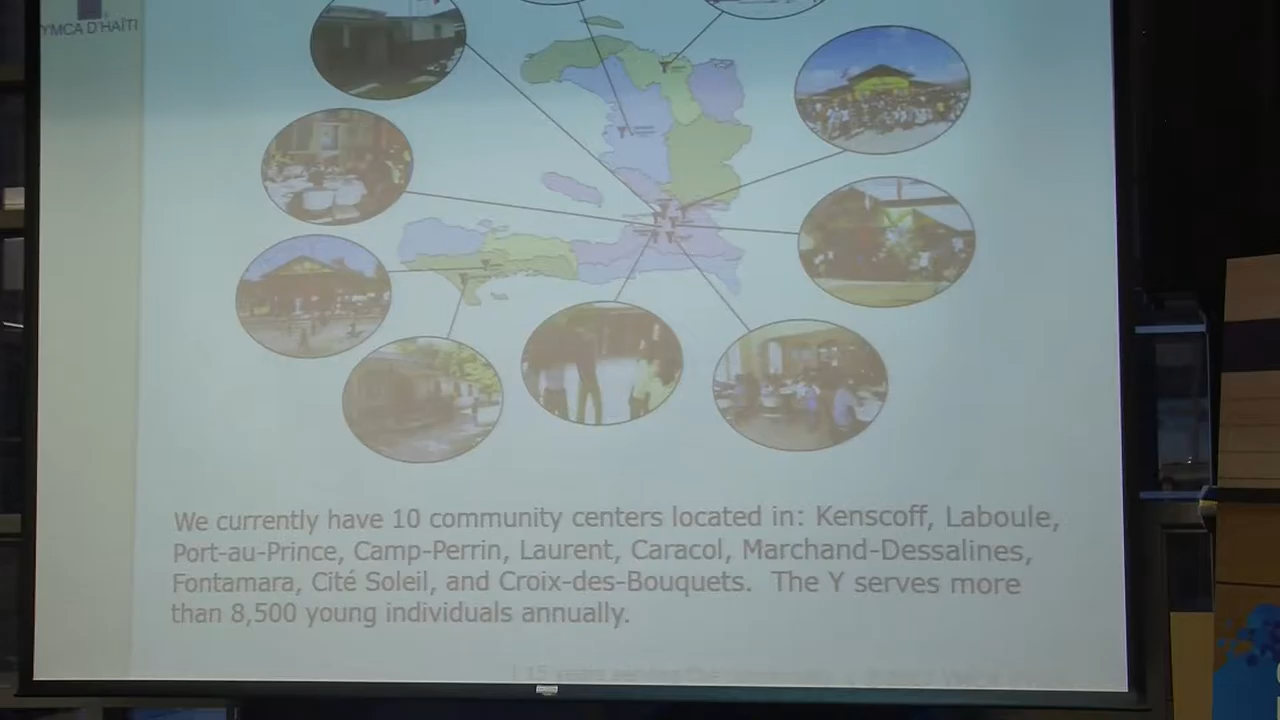 YMCA D'HAÏTI
We currently have 10 community centers located in: Kenscoff, Laboule,
Port-au-Prince, Camp-Perrin, Laurent, Caracol, Marchand-Dessalines,
Fontamara, Cité Soleil, and Croix-des-Bouquets. The Y serves more
than 8,500 young individuals annually.